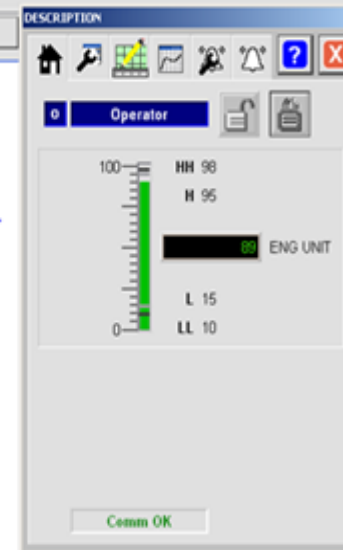 DESCRIPTION
? X
O Operator
100 HH 98
H 95
89 ENG UNIT
L 15
0 LL 10
Comm OK